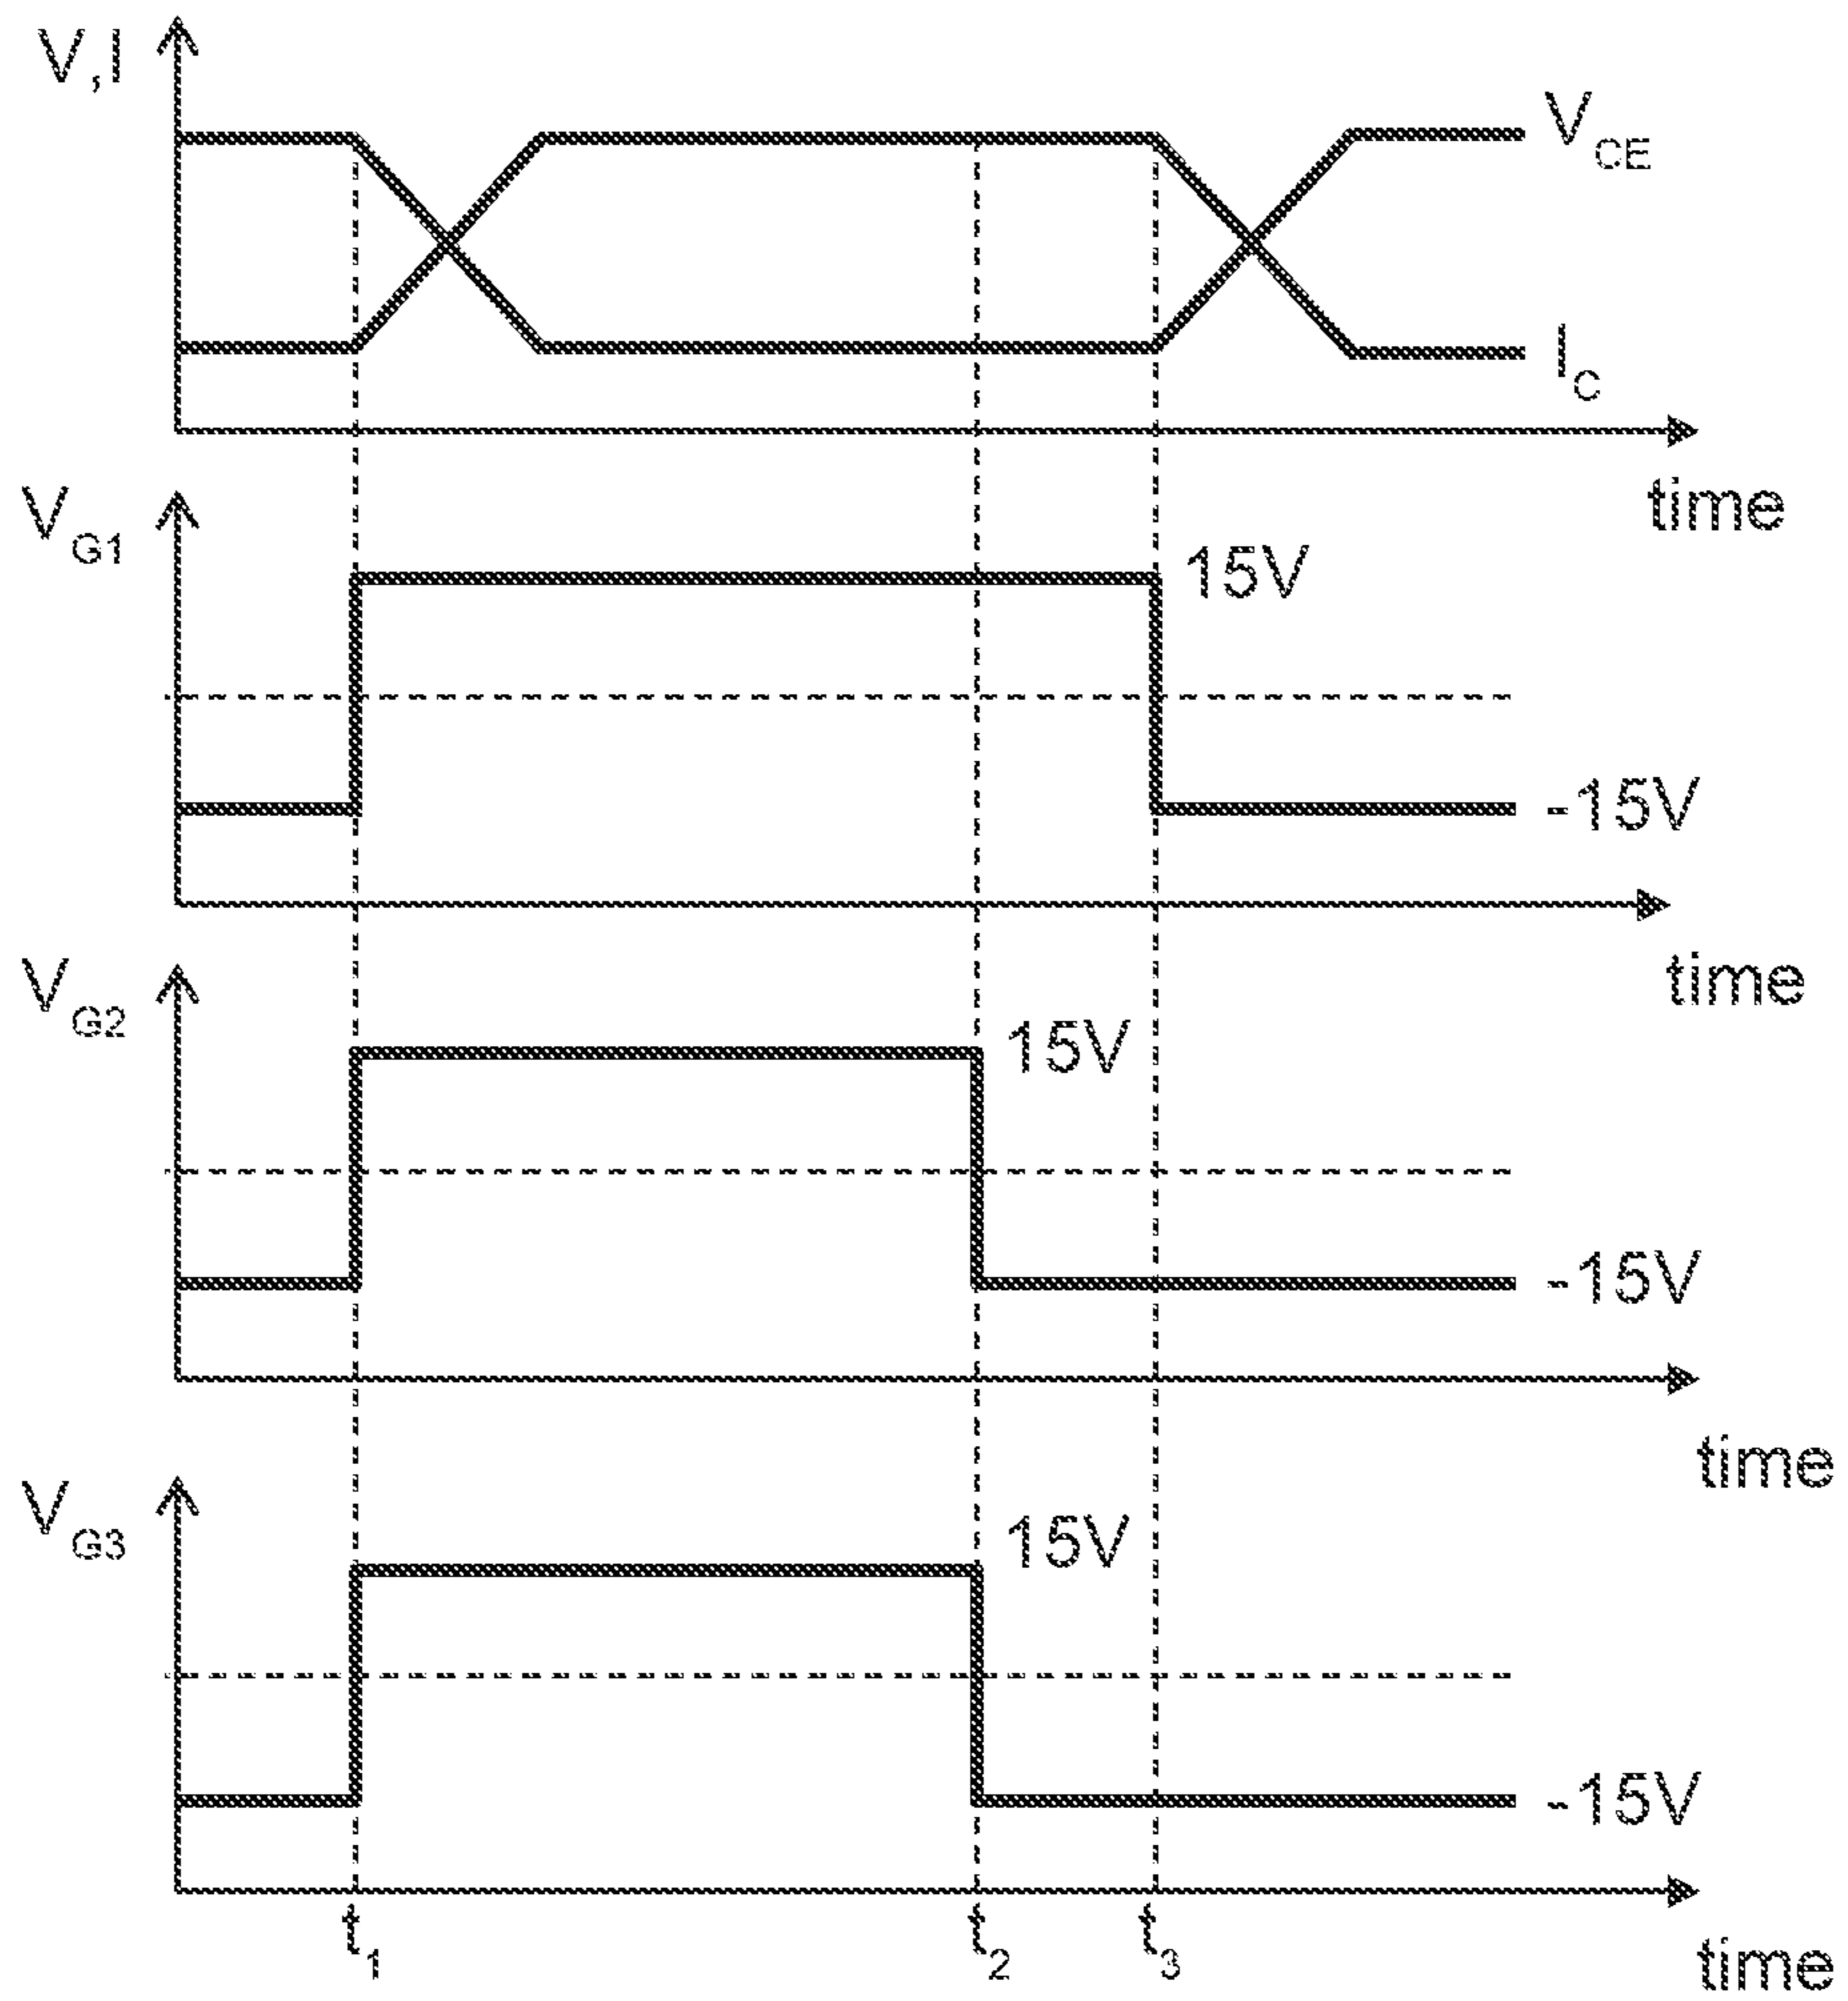 V,I
V_CE
I_C
time
V_G1
15V
-15V
time
V_G2
15V
-15V
time
V_G3
15V
-15V
t_1 t_2 t_3
time